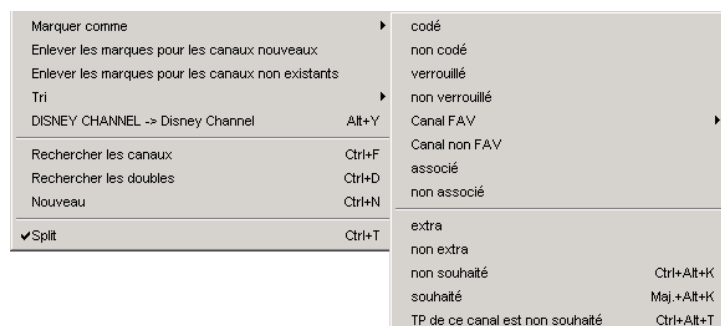 Marquer comme
Enlever les marques pour les canaux nouveaux
Enlever les marques pour les canaux non existants
Tri
DISNEY CHANNEL -> Disney Channel Alt+Y
Rechercher les canaux Ctrl+F
Rechercher les doubles Ctrl+D
Nouveau Ctrl+N
Split Ctrl+T
codé
non codé
verrouillé
non verrouillé
Canal FAV
Canal non FAV
associé
non associé
extra
non extra
non souhaité Ctrl+Alt+K
souhaité Maj.+Alt+K
TP de ce canal est non souhaité Ctrl+Alt+T